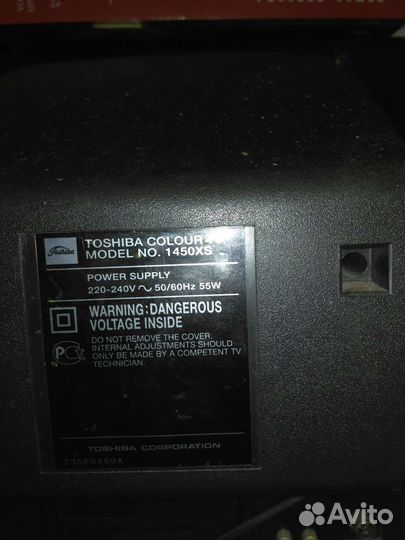 Toshiba
TOSHIBA COLOUR
MODEL NO. 1450XS
POWER SUPPLY
220-240V ~ 50/60Hz 55W
WARNING: DANGEROUS
VOLTAGE INSIDE
DO NOT REMOVE THE COVER.
INTERNAL ADJUSTMENTS SHOULD
ONLY BE MADE BY A COMPETENT TV
TECHNICIAN.
TOSHIBA CORPORATION
23569459A
Avito